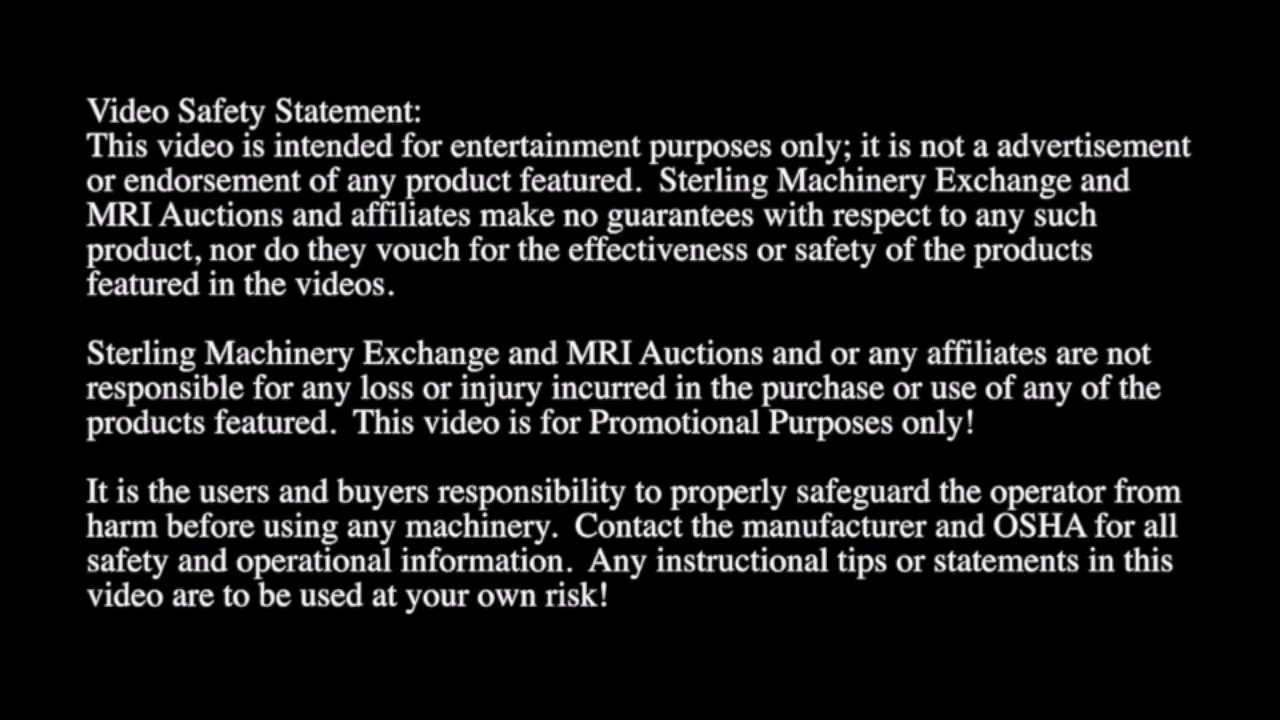 Video Safety Statement:
This video is intended for entertainment purposes only; it is not a advertisement
or endorsement of any product featured.  Sterling Machinery Exchange and
MRI Auctions and affiliates make no guarantees with respect to any such
product, nor do they vouch for the effectiveness or safety of the products
featured in the videos.
Sterling Machinery Exchange and MRI Auctions and or any affiliates are not
responsible for any loss or injury incurred in the purchase or use of any of the
products featured.  This video is for Promotional Purposes only!
It is the users and buyers responsibility to properly safeguard the operator from
harm before using any machinery.  Contact the manufacturer and OSHA for all
safety and operational information.  Any instructional tips or statements in this
video are to be used at your own risk!